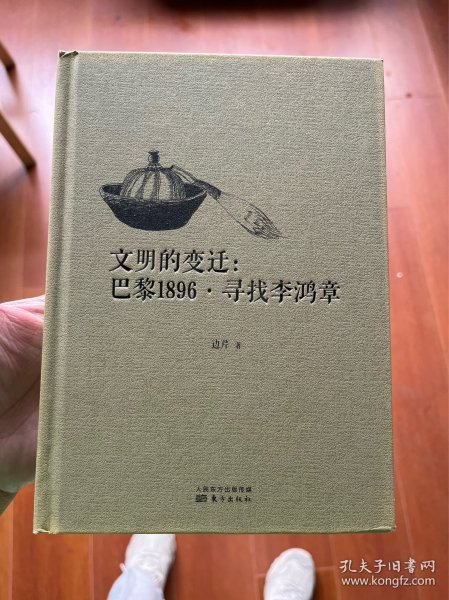 文明的变迁:
巴黎1896·寻找李鸿章
边芹 著
人民东方出版传媒
东方出版社
孔夫子旧书网
www.kongfz.com